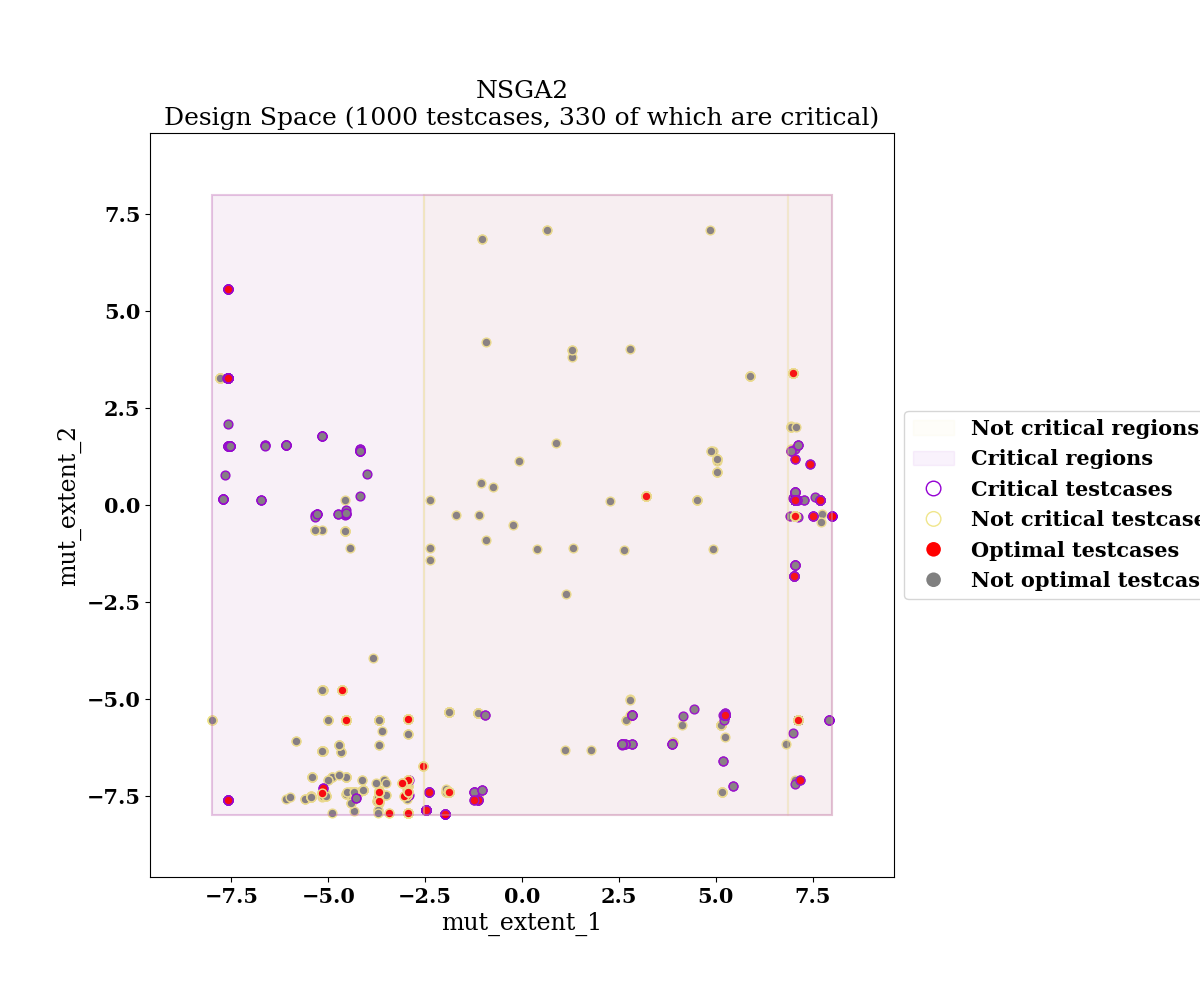 NSGA2
Design Space (1000 testcases, 330 of which are critical)
mut_extent_2
7.5
5.0
2.5
0.0
−2.5
−5.0
−7.5
−7.5 −5.0 −2.5 0.0 2.5 5.0 7.5
mut_extent_1
Not critical regions
Critical regions
Critical testcases
Not critical testcase
Optimal testcases
Not optimal testcas